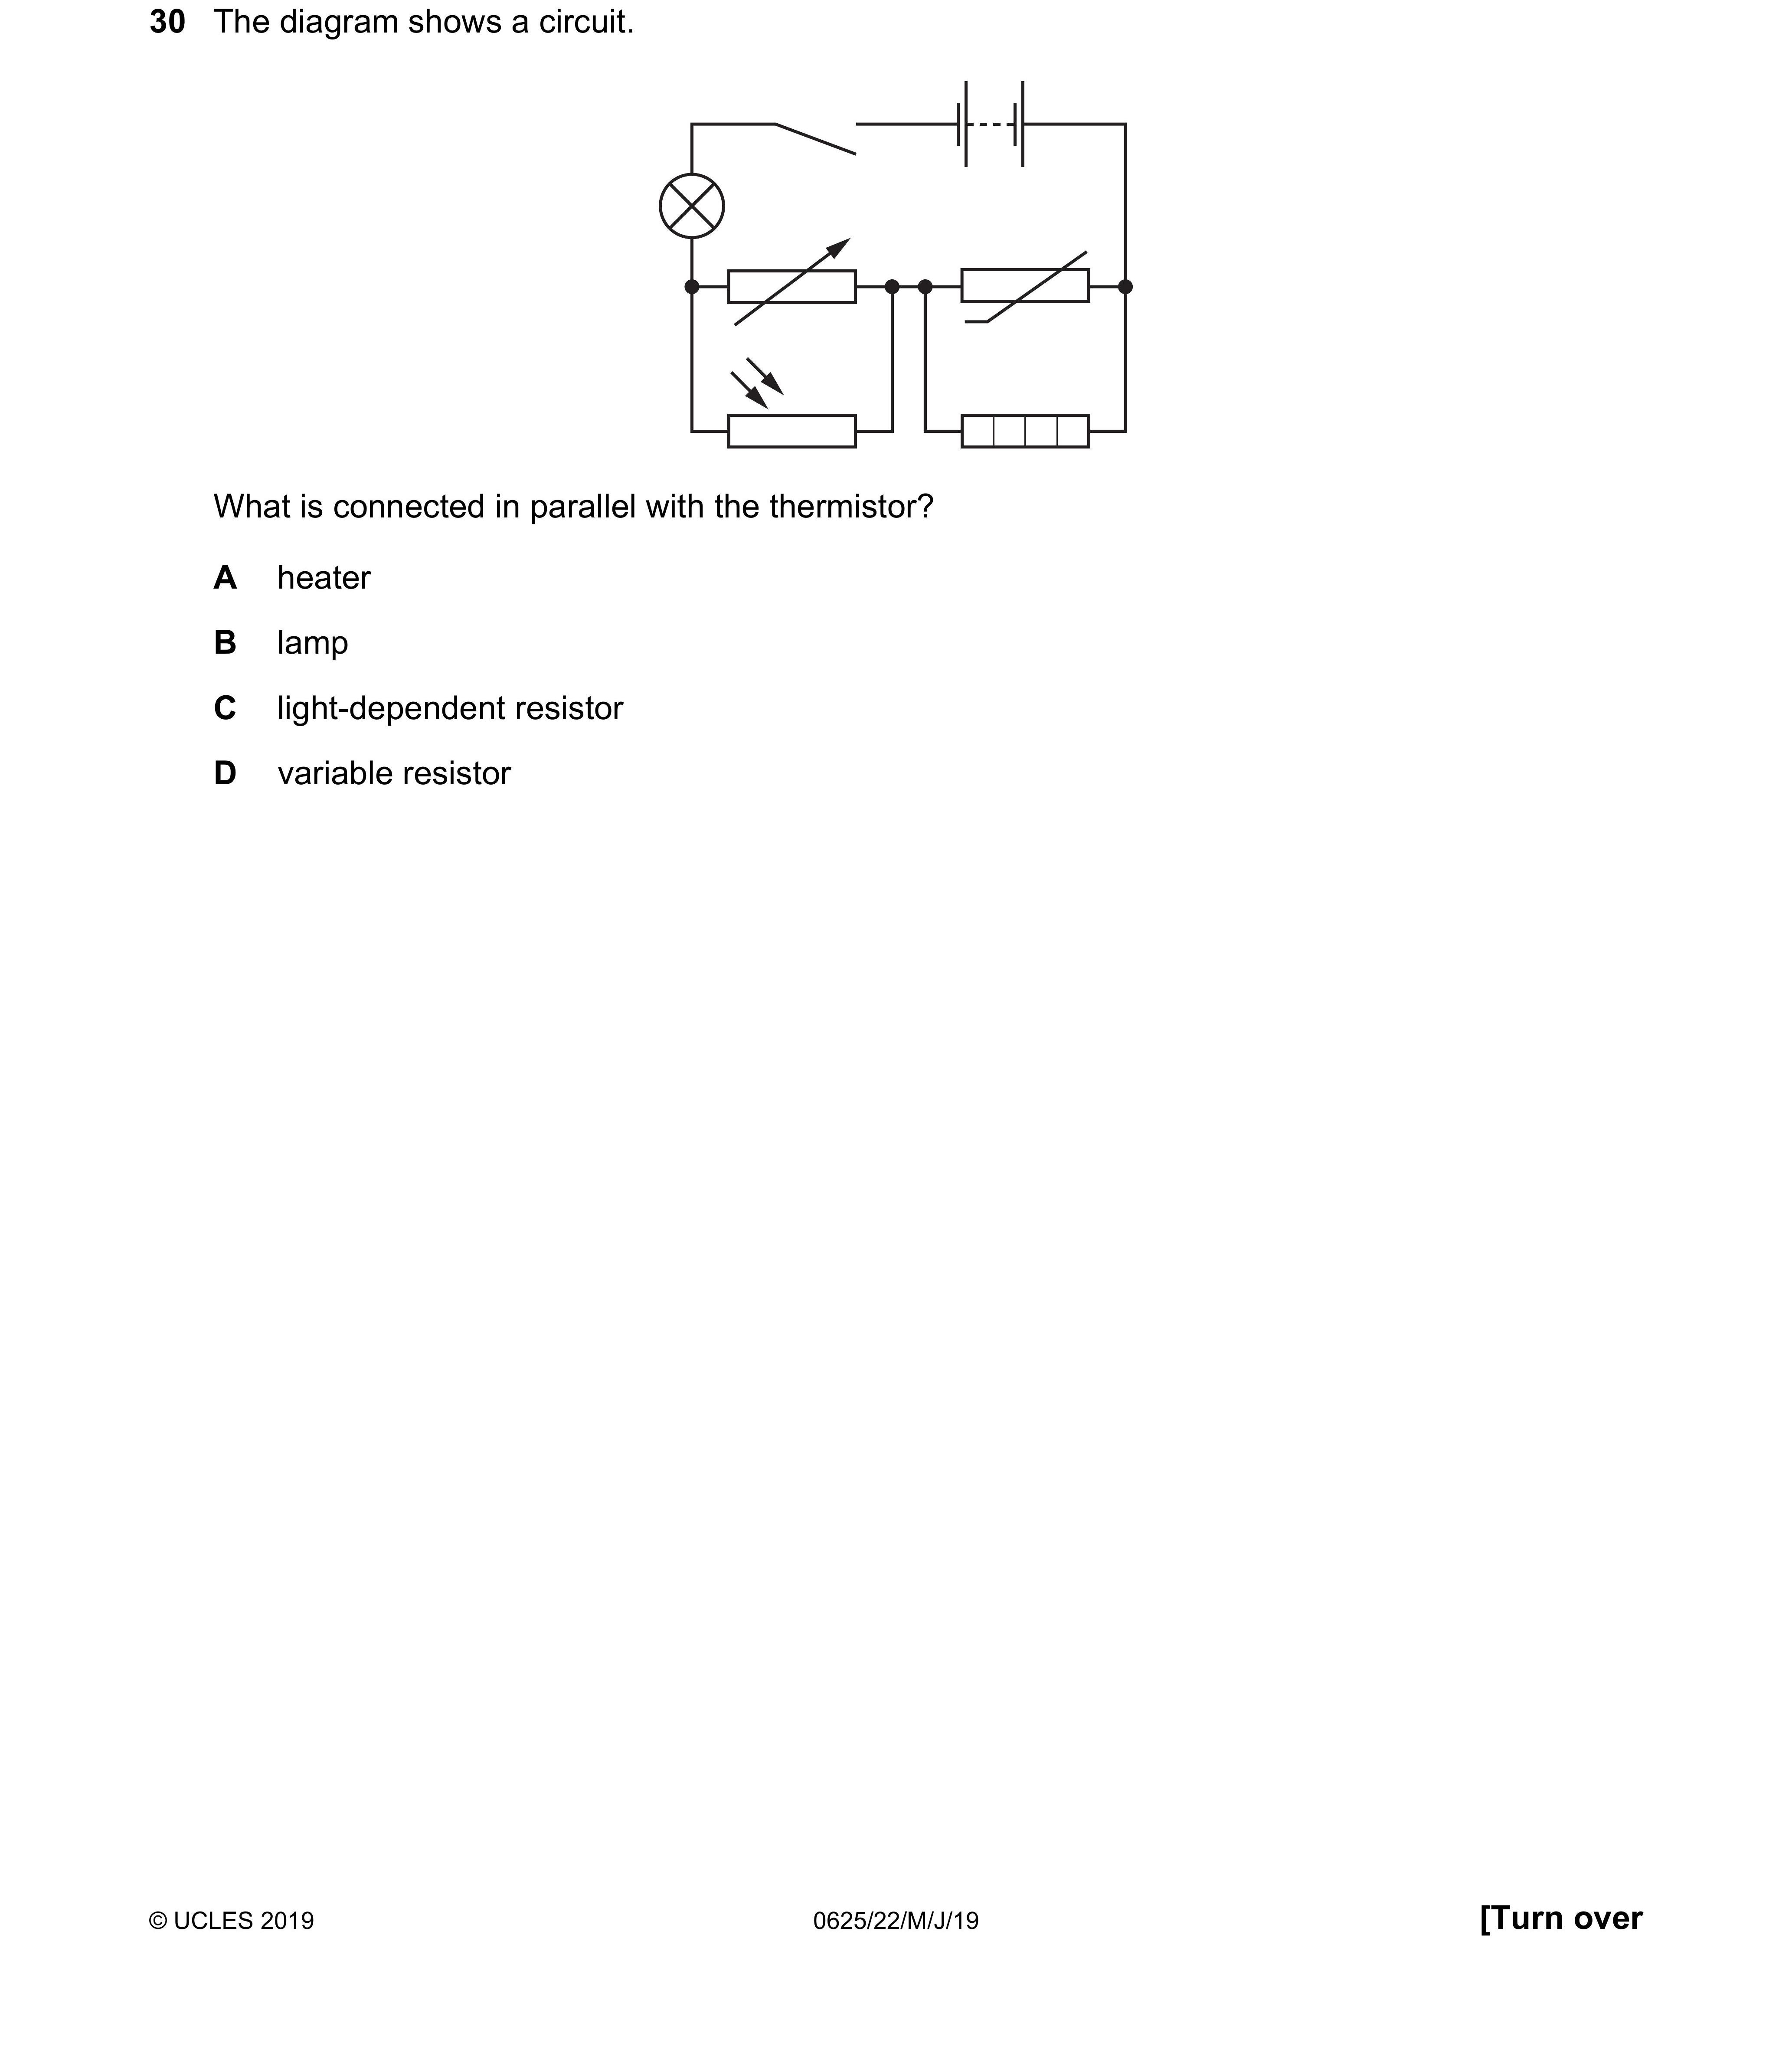 30 The diagram shows a circuit.
What is connected in parallel with the thermistor?
A heater
B lamp
C light-dependent resistor
D variable resistor
© UCLES 2019 0625/22/M/J/19 [Turn over